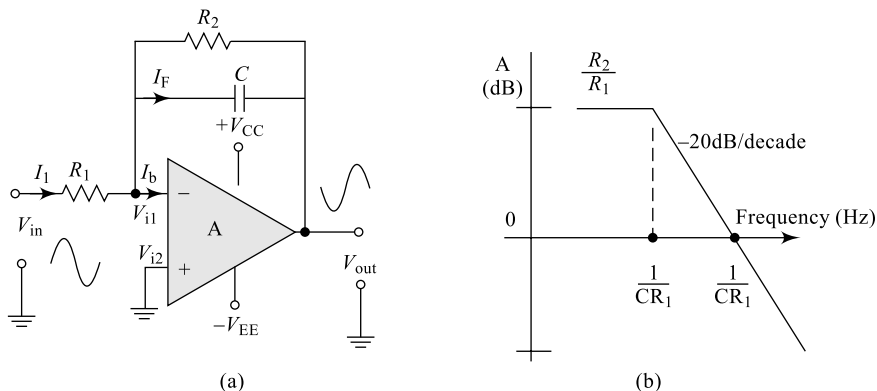 R2
IF
C
+VCC
I1
R1
Ib
Vi1
−
A
Vin
Vi2
+
Vout
−VEE
(a)
A
(dB)
R2
R1
−20dB/decade
0
Frequency (Hz)
1
CR1
1
CR1
(b)